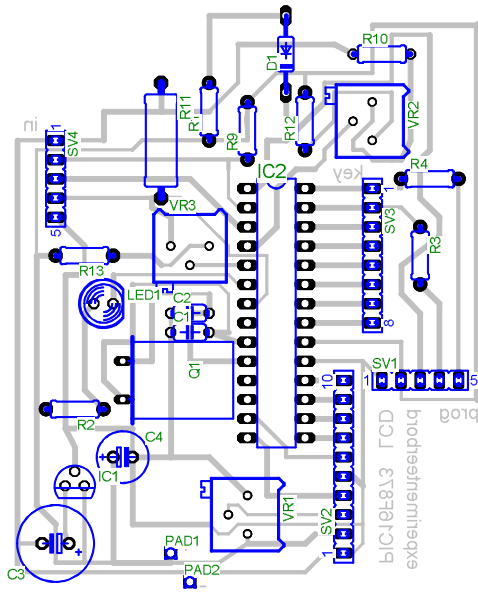 R10
D1
R11
R
R9
R12
VR2
in
1
SV4
5
IC2
key
R4
VR3
1
SV3
8
R3
R13
LED1
C2
C1
Q1
SV1
1
5
10
R2
C4
IC1
PIC16F873 LCD
experimenteerbord
prog
VR1
SV2
1
C3
PAD1
PAD2